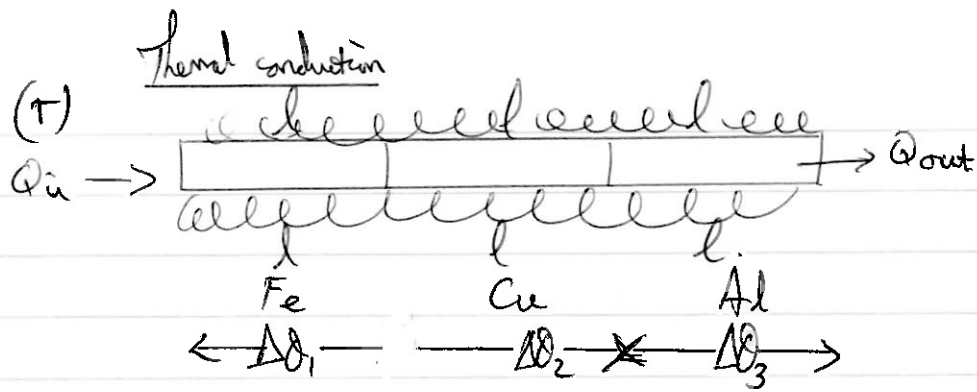 Thermal conduction
(T)
Qin → → Qout
l l l
Fe Cu Al
Δθ₁ Δθ₂ Δθ₃